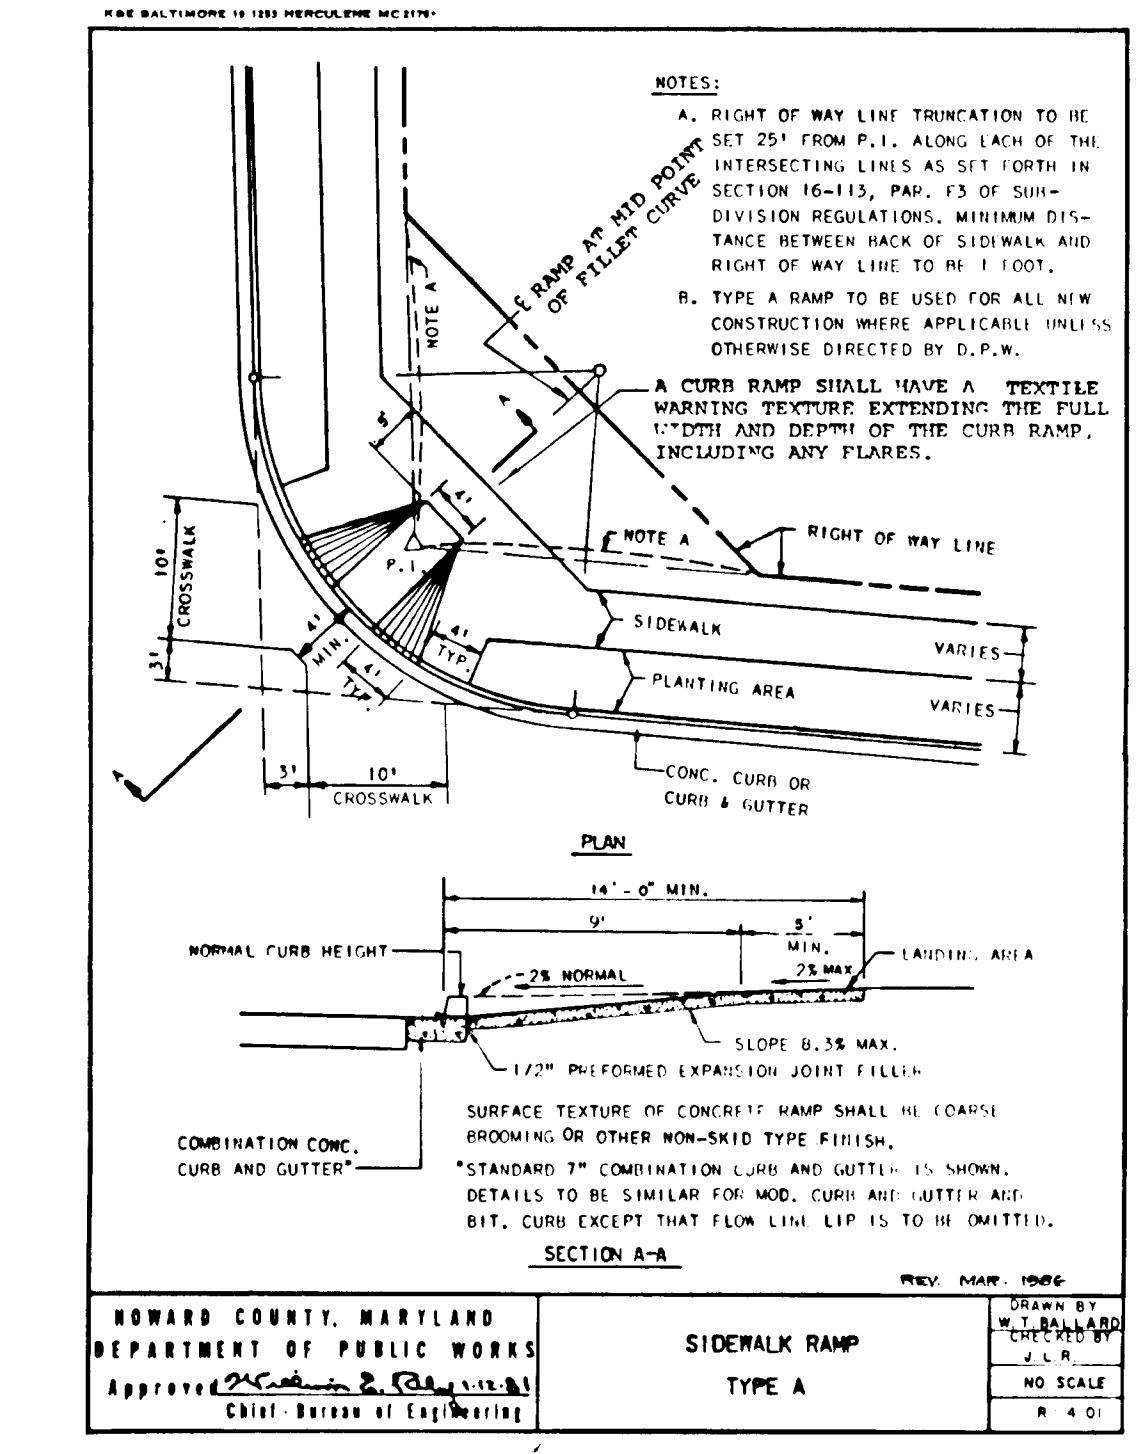 K&E BALTIMORE 19 1253 HERCULENE MC2179*
NOTES:
A. RIGHT OF WAY LINE TRUNCATION TO BE
SET 25' FROM P.I. ALONG EACH OF THE
INTERSECTING LINES AS SET FORTH IN
SECTION 16-113, PAR. F3 OF SUB-
DIVISION REGULATIONS. MINIMUM DIS-
TANCE BETWEEN BACK OF SIDEWALK AND
RIGHT OF WAY LINE TO BE 1 FOOT.
B. TYPE A RAMP TO BE USED FOR ALL NEW
CONSTRUCTION WHERE APPLICABLE UNLESS
OTHERWISE DIRECTED BY D.P.W.
A CURB RAMP SHALL HAVE A TEXTILE
WARNING TEXTURE EXTENDING THE FULL
WIDTH AND DEPTH OF THE CURB RAMP,
INCLUDING ANY FLARES.
℄ RAMP AT MID POINT
OF FILLET CURVE
NOTE A
A
5'
4'
P.I.
NOTE A
RIGHT OF WAY LINE
10'
CROSSWALK
3'
4'
MIN.
4'
TYP.
4'
TYP.
SIDEWALK
PLANTING AREA
VARIES
VARIES
A
3'
10'
CROSSWALK
CONC. CURB OR
CURB & GUTTER
PLAN
14'-0" MIN.
9'
5'
MIN.
NORMAL CURB HEIGHT
2% NORMAL
2% MAX.
LANDING AREA
SLOPE 8.3% MAX.
1/2" PREFORMED EXPANSION JOINT FILLER
COMBINATION CONC.
CURB AND GUTTER*
SURFACE TEXTURE OF CONCRETE RAMP SHALL BE COARSE
BROOMING OR OTHER NON-SKID TYPE FINISH.
*STANDARD 7" COMBINATION CURB AND GUTTER IS SHOWN.
DETAILS TO BE SIMILAR FOR MOD. CURB AND GUTTER AND
BIT. CURB EXCEPT THAT FLOW LINE LIP IS TO BE OMITTED.
SECTION A-A
REV. MAR. 1986
HOWARD COUNTY, MARYLAND
DEPARTMENT OF PUBLIC WORKS
Approved William E. 1-12-81
Chief-Bureau of Engineering
SIDEWALK RAMP
TYPE A
DRAWN BY
W.T. BALLARD
CHECKED BY
J.L.R.
NO SCALE
R-4.01